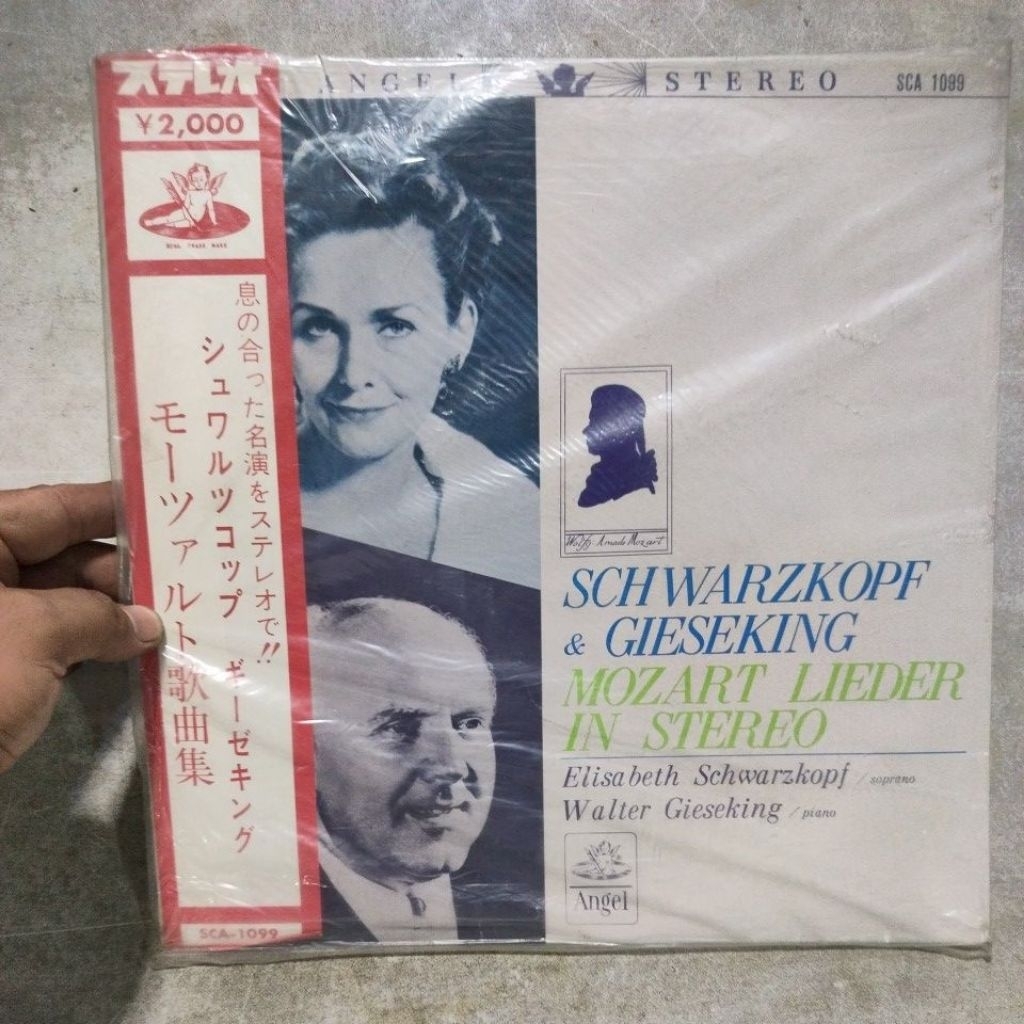 ステレオ
¥2,000
息の合った名演をステレオで!!
シュワルツコップ ギーゼキング
モーツァルト歌曲集
SCA-1099
ANGEL STEREO SCA 1099
Wolfg. Amade Mozart
SCHWARZKOPF
& GIESEKING
MOZART LIEDER
IN STEREO
Elisabeth Schwarzkopf / soprano
Walter Gieseking / piano
Angel